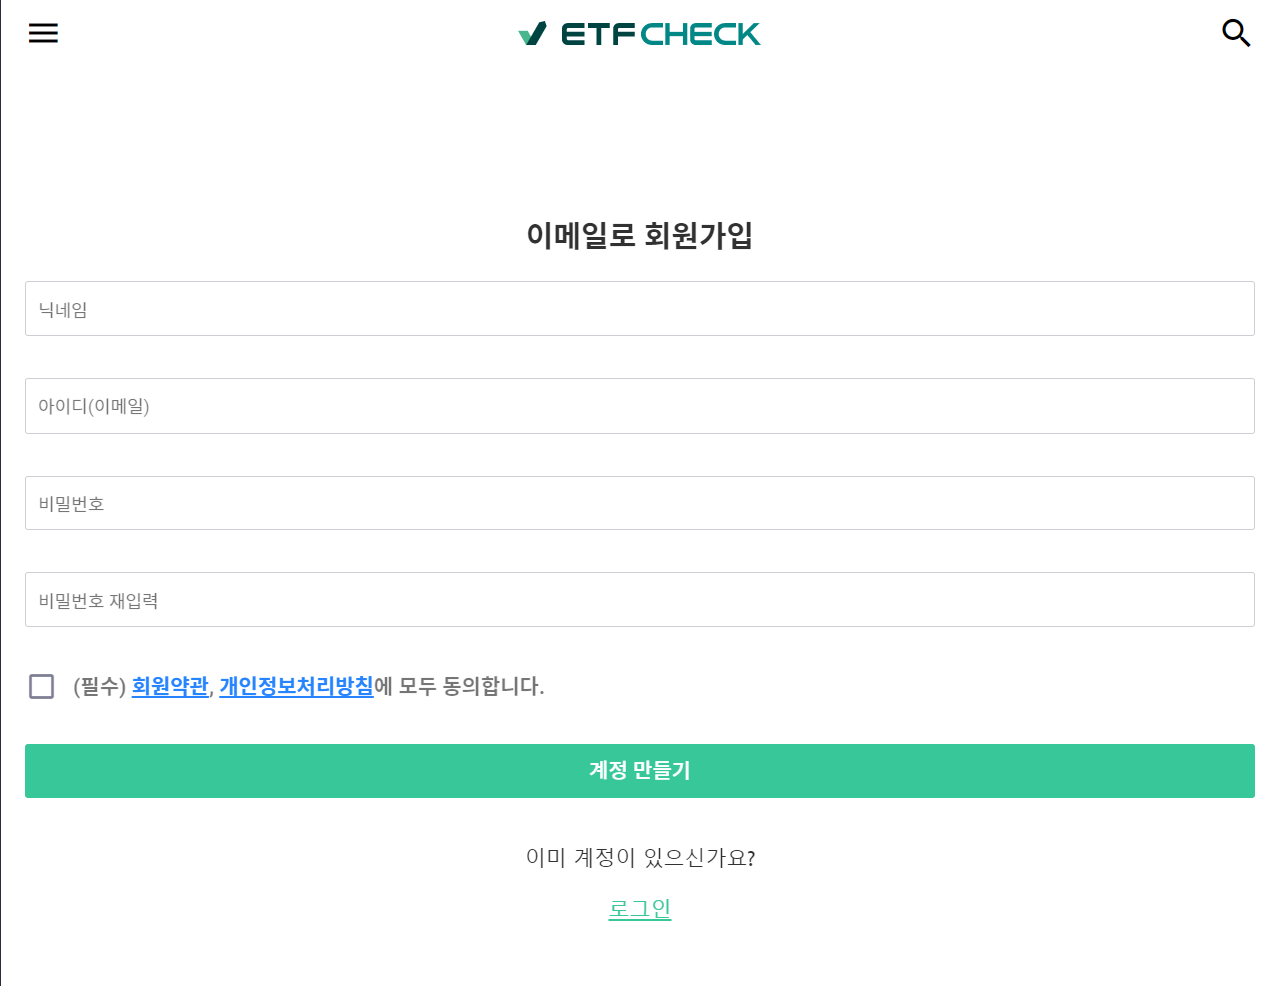 ETF CHECK
이메일로 회원가입
닉네임
아이디(이메일)
비밀번호
비밀번호 재입력
(필수) 회원약관, 개인정보처리방침에 모두 동의합니다.
계정 만들기
이미 계정이 있으신가요?
로그인